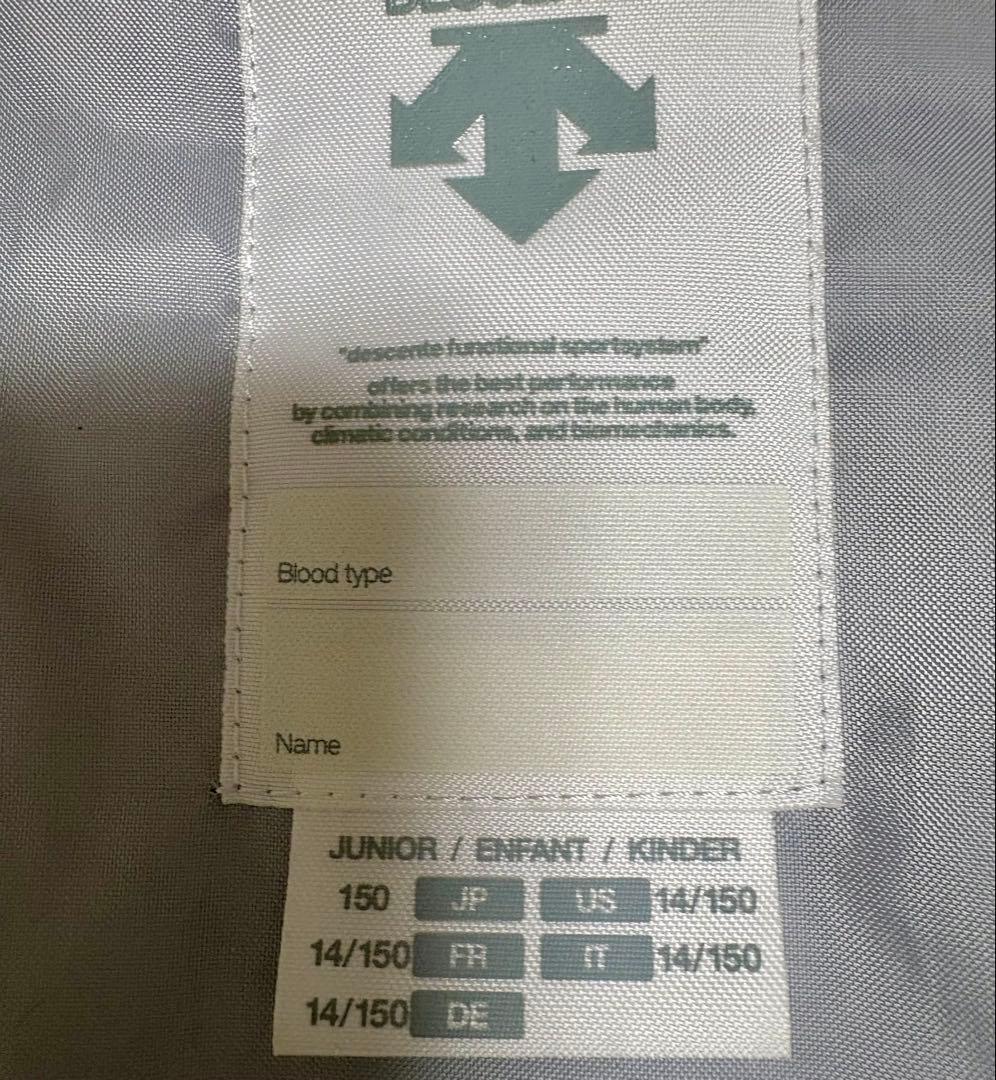 "descente functional sportsystem"
offers the best performance
by combining research on the human body,
climatic conditions, and biomechanics.
Blood type
Name
JUNIOR / ENFANT / KINDER
150 JP US 14/150
14/150 FR IT 14/150
14/150 DE